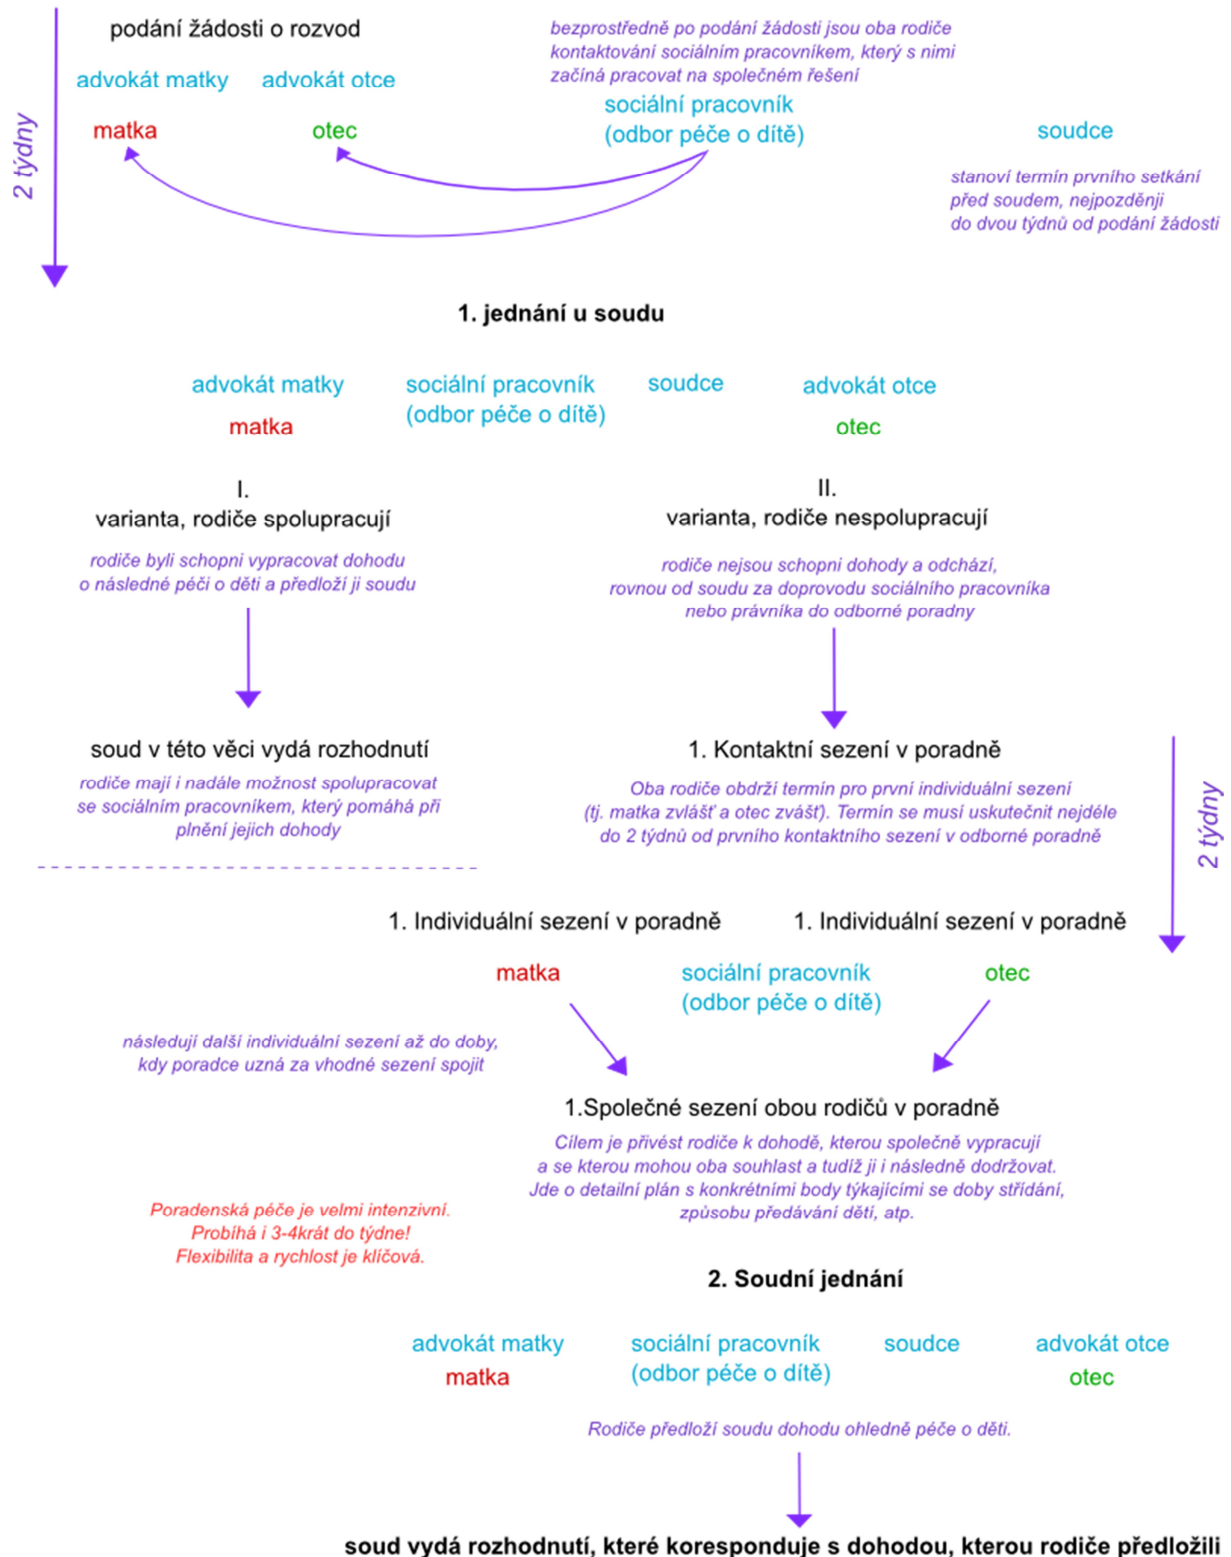 podání žádosti o rozvod
bezprostředně po podání žádosti jsou oba rodiče
kontaktování sociálním pracovníkem, který s nimi
začíná pracovat na společném řešení
advokát matky
advokát otce
matka
otec
sociální pracovník
(odbor péče o dítě)
soudce
2 týdny
stanoví termín prvního setkání
před soudem, nejpozděnji
do dvou týdnů od podání žádosti
1. jednání u soudu
advokát matky
sociální pracovník
(odbor péče o dítě)
soudce
advokát otce
matka
otec
I.
varianta, rodiče spolupracují
rodiče byli schopni vypracovat dohodu
o následné péči o děti a předloží ji soudu
II.
varianta, rodiče nespolupracují
rodiče nejsou schopni dohody a odchází,
rovnou od soudu za doprovodu sociálního pracovníka
nebo právníka do odborné poradny
soud v této věci vydá rozhodnutí
rodiče mají i nadále možnost spolupracovat
se sociálním pracovníkem, který pomáhá při
plnění jejich dohody
1. Kontaktní sezení v poradně
Oba rodiče obdrží termín pro první individuální sezení
(tj. matka zvlášť a otec zvášť). Termín se musí uskutečnit nejdéle
do 2 týdnů od prvního kontaktního sezení v odborné poradně
2 týdny
1. Individuální sezení v poradně
1. Individuální sezení v poradně
matka
sociální pracovník
(odbor péče o dítě)
otec
následují další individuální sezení až do doby,
kdy poradce uzná za vhodné sezení spojit
1.Společné sezení obou rodičů v poradně
Cílem je přivést rodiče k dohodě, kterou společně vypracují
a se kterou mohou oba souhlast a tudíž ji i následně dodržovat.
Jde o detailní plán s konkrétními body týkajícími se doby střídání,
způsobu předávání dětí, atp.
Poradenská péče je velmi intenzivní.
Probíhá i 3-4krát do týdne!
Flexibilita a rychlost je klíčová.
2. Soudní jednání
advokát matky
sociální pracovník
(odbor péče o dítě)
soudce
advokát otce
matka
otec
Rodiče předloží soudu dohodu ohledně péče o děti.
soud vydá rozhodnutí, které koresponduje s dohodou, kterou rodiče předložili